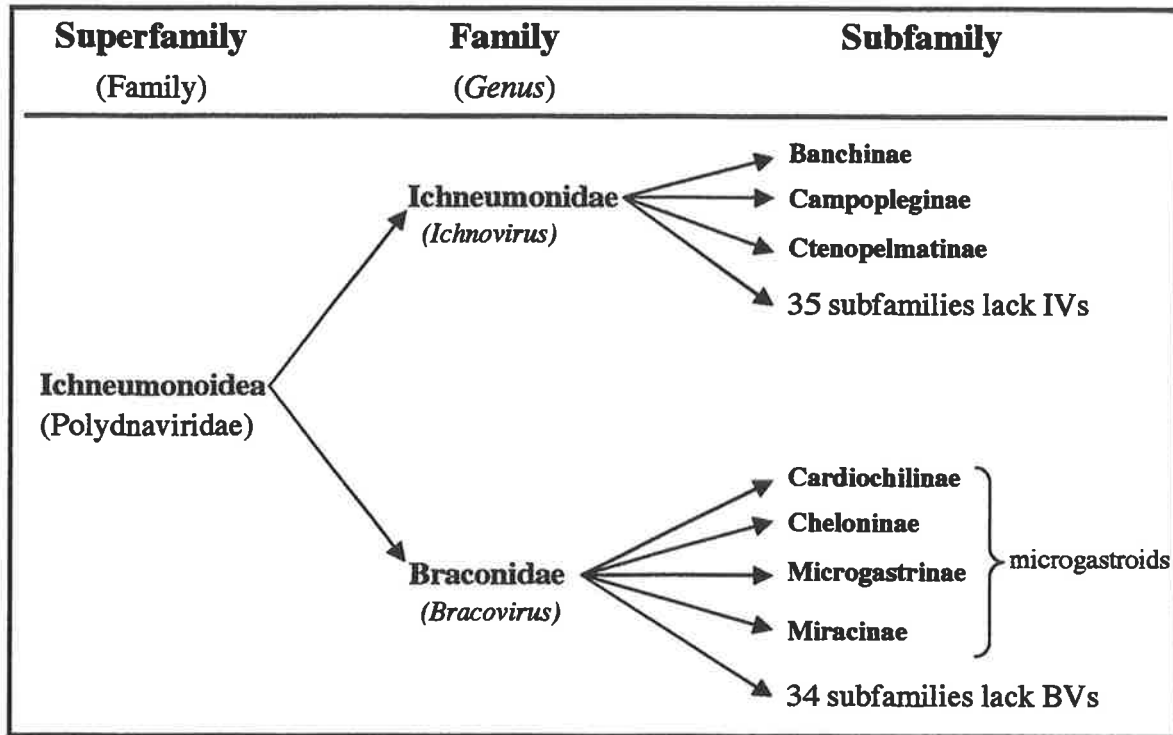 Superfamily Family Subfamily
(Family) (Genus)
Banchinae
Ichneumonidae Campopleginae
(Ichnovirus)
Ctenopelmatinae
35 subfamilies lack IVs
Ichneumonoidea
(Polydnaviridae)
Cardiochilinae
Cheloninae
Braconidae Microgastrinae microgastroids
(Bracovirus)
Miracinae
34 subfamilies lack BVs